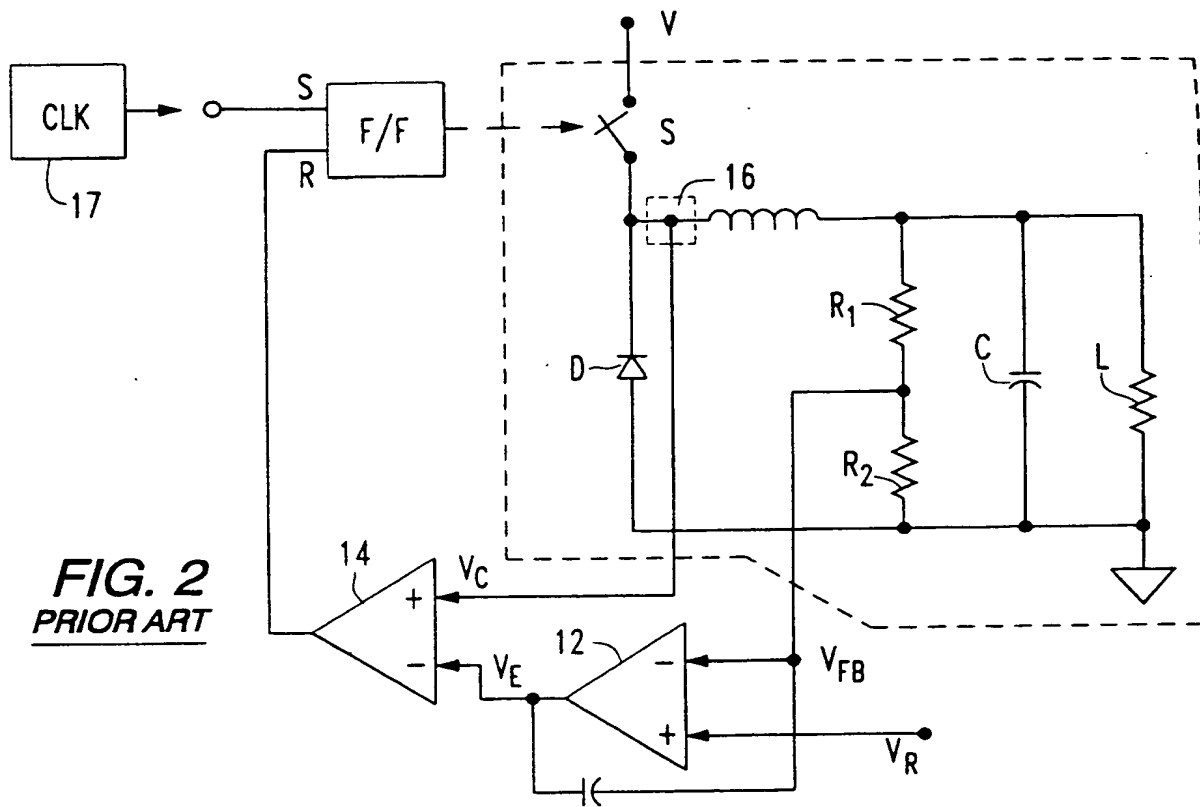 V
CLK
17
S
R
F/F
S
16
D
R1
R2
C
L
FIG. 2
PRIOR ART
14
+
-
VC
VE
12
-
+
VFB
VR